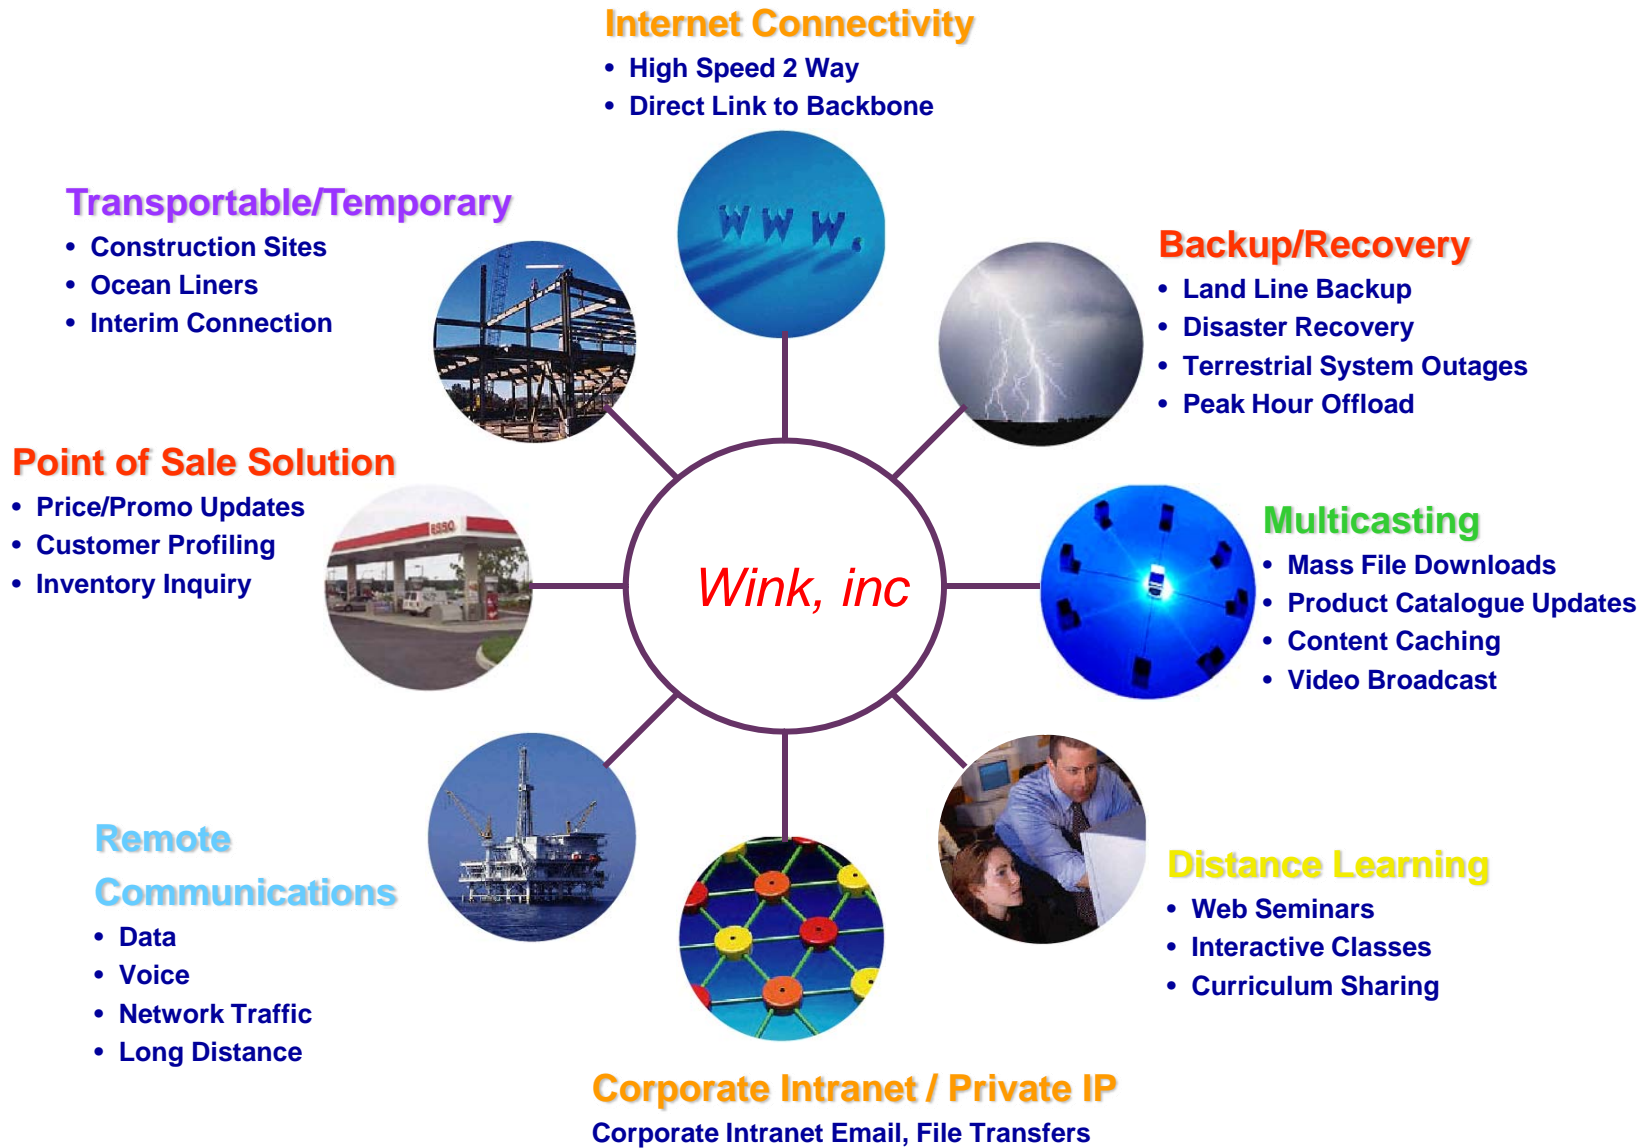 Internet Connectivity
• High Speed 2 Way
• Direct Link to Backbone
WWW.
Transportable/Temporary
• Construction Sites
• Ocean Liners
• Interim Connection
Backup/Recovery
• Land Line Backup
• Disaster Recovery
• Terrestrial System Outages
• Peak Hour Offload
Point of Sale Solution
• Price/Promo Updates
• Customer Profiling
• Inventory Inquiry
ESSO
Wink, inc
Multicasting
• Mass File Downloads
• Product Catalogue Updates
• Content Caching
• Video Broadcast
Remote
Communications
• Data
• Voice
• Network Traffic
• Long Distance
Distance Learning
• Web Seminars
• Interactive Classes
• Curriculum Sharing
Corporate Intranet / Private IP
Corporate Intranet Email, File Transfers